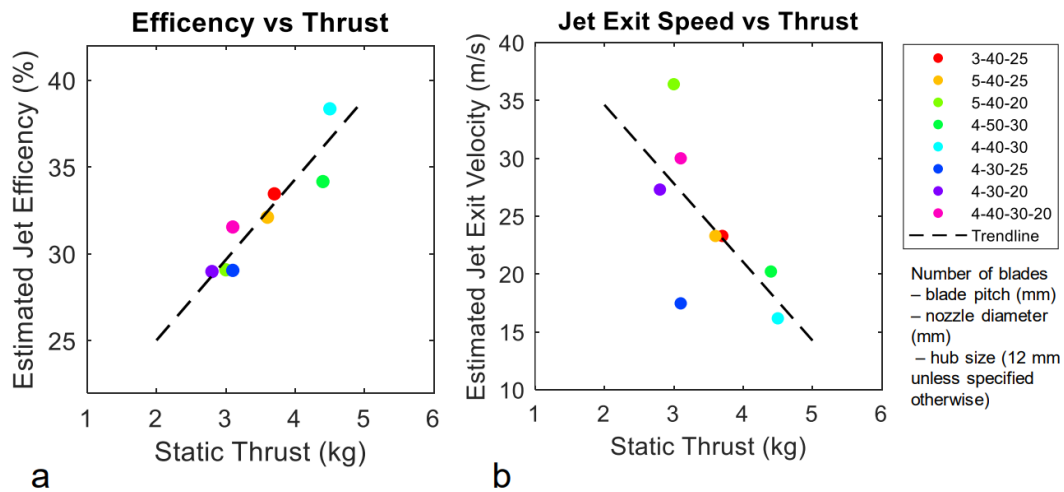 Efficency vs Thrust
Estimated Jet Efficency (%)
40
35
30
25
1 2 3 4 5 6
Static Thrust (kg)
a
Jet Exit Speed vs Thrust
Estimated Jet Exit Velocity (m/s)
40
35
30
25
20
15
10
1 2 3 4 5 6
Static Thrust (kg)
b
3-40-25
5-40-25
5-40-20
4-50-30
4-40-30
4-30-25
4-30-20
4-40-30-20
Trendline
Number of blades
– blade pitch (mm)
– nozzle diameter
(mm)
– hub size (12 mm
unless specified
otherwise)